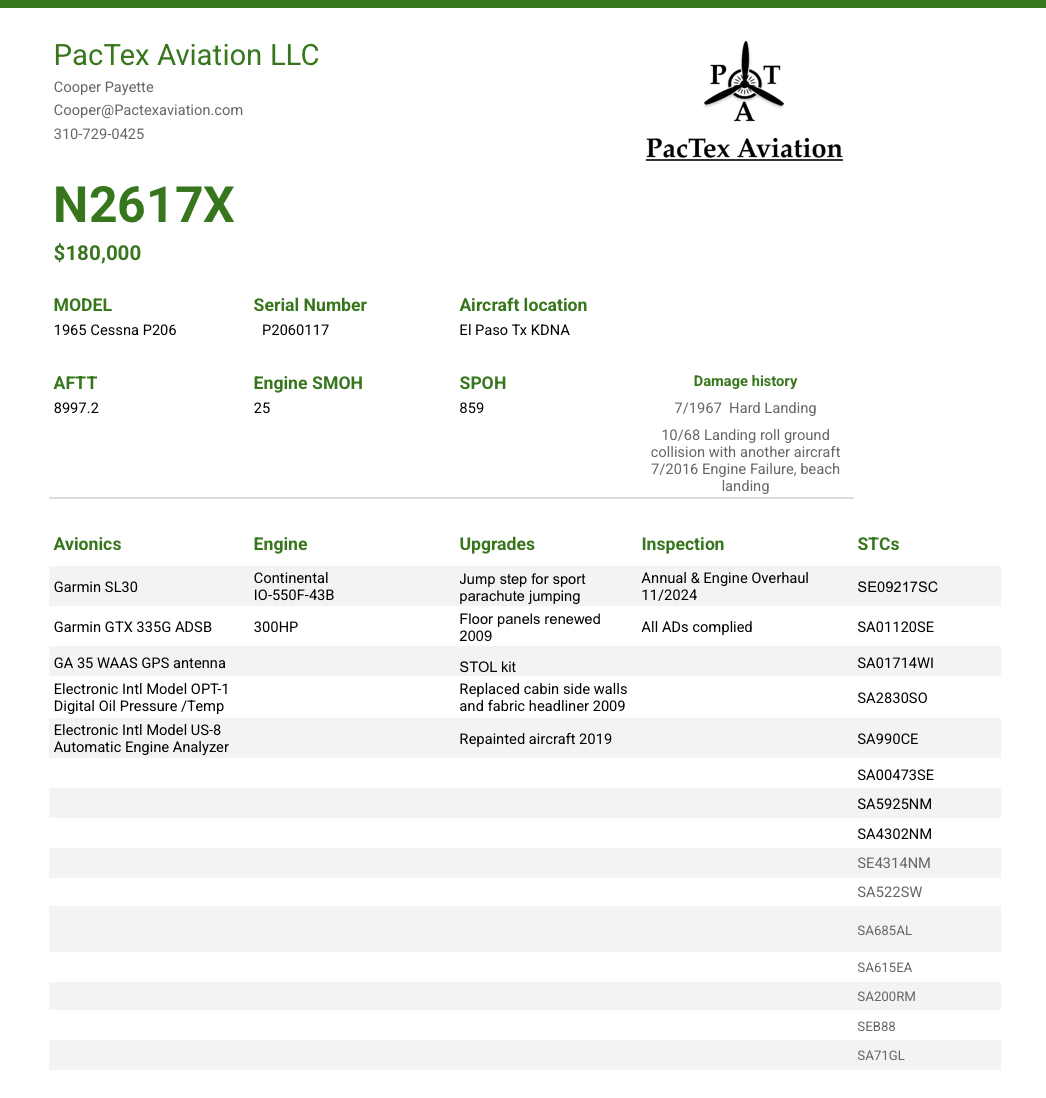 PacTex Aviation LLC
Cooper Payette
Cooper@Pactexaviation.com
310-729-0425
P T
A
PacTex Aviation
N2617X
$180,000
MODEL Serial Number Aircraft location
1965 Cessna P206 P2060117 El Paso Tx KDNA
AFTT Engine SMOH SPOH Damage history
8997.2 25 859 7/1967 Hard Landing
10/68 Landing roll ground
collision with another aircraft
7/2016 Engine Failure, beach
landing
Avionics Engine Upgrades Inspection STCs
Garmin SL30
Continental
IO-550F-43B
Jump step for sport
parachute jumping
Annual & Engine Overhaul
11/2024
SE09217SC
Garmin GTX 335G ADSB
300HP
Floor panels renewed
2009
All ADs complied
SA01120SE
GA 35 WAAS GPS antenna
STOL kit
SA01714WI
Electronic Intl Model OPT-1
Digital Oil Pressure /Temp
Replaced cabin side walls
and fabric headliner 2009
SA2830SO
Electronic Intl Model US-8
Automatic Engine Analyzer
Repainted aircraft 2019
SA990CE
SA00473SE
SA5925NM
SA4302NM
SE4314NM
SA522SW
SA685AL
SA615EA
SA200RM
SEB88
SA71GL